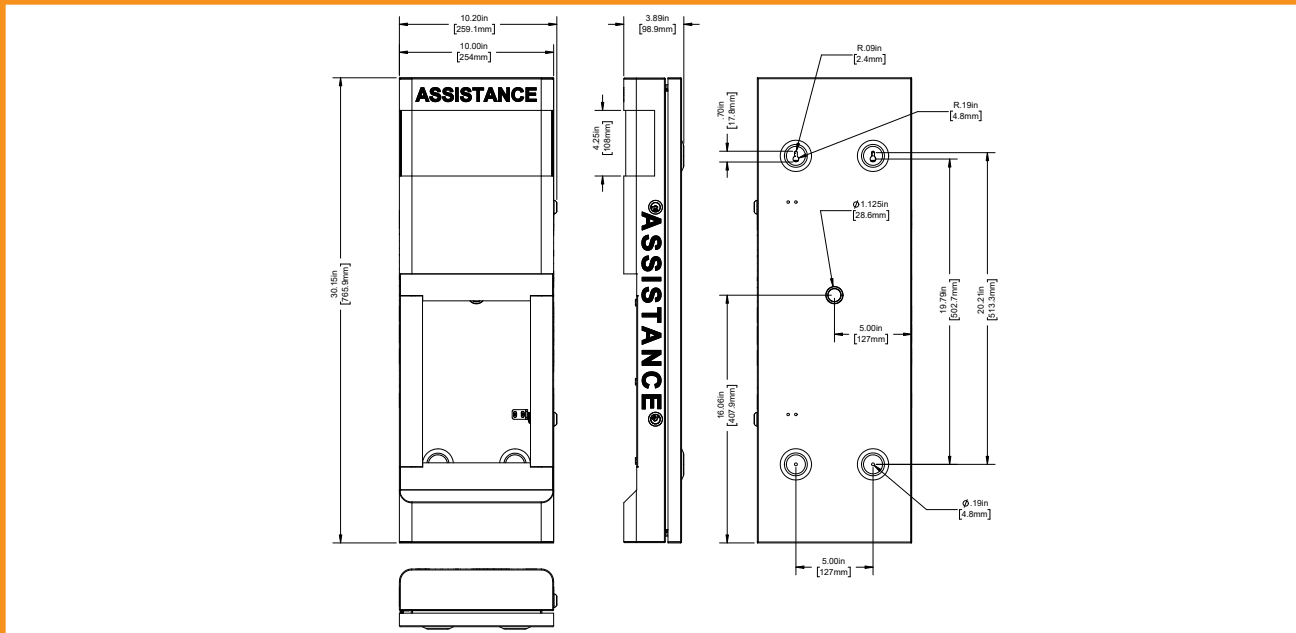 10.20in
[259.1mm]
10.00in
[254mm]
30.15in
[765.9mm]
ASSISTANCE
3.89in
[98.9mm]
4.25in
[108mm]
ASSISTANCE
R.09in
[2.4mm]
.70in
[17.8mm]
R.19in
[4.8mm]
Ø1.125in
[28.6mm]
19.79in
[502.7mm]
20.21in
[513.3mm]
5.00in
[127mm]
16.06in
[407.9mm]
Ø.19in
[4.8mm]
5.00in
[127mm]